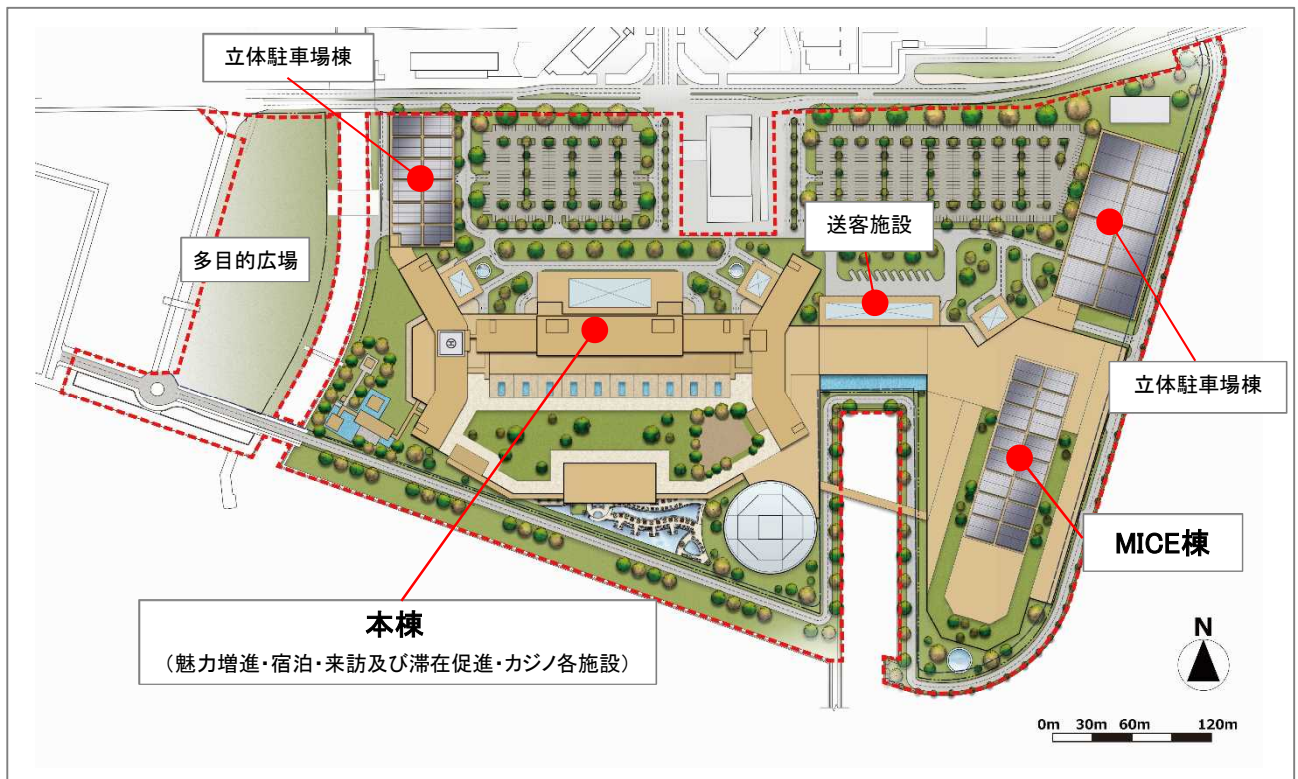 立体駐車場棟
送客施設
多目的広場
立体駐車場棟
MICE棟
本棟
（魅力増進・宿泊・来訪及び滞在促進・カジノ各施設）
N
0m 30m 60m 120m
H